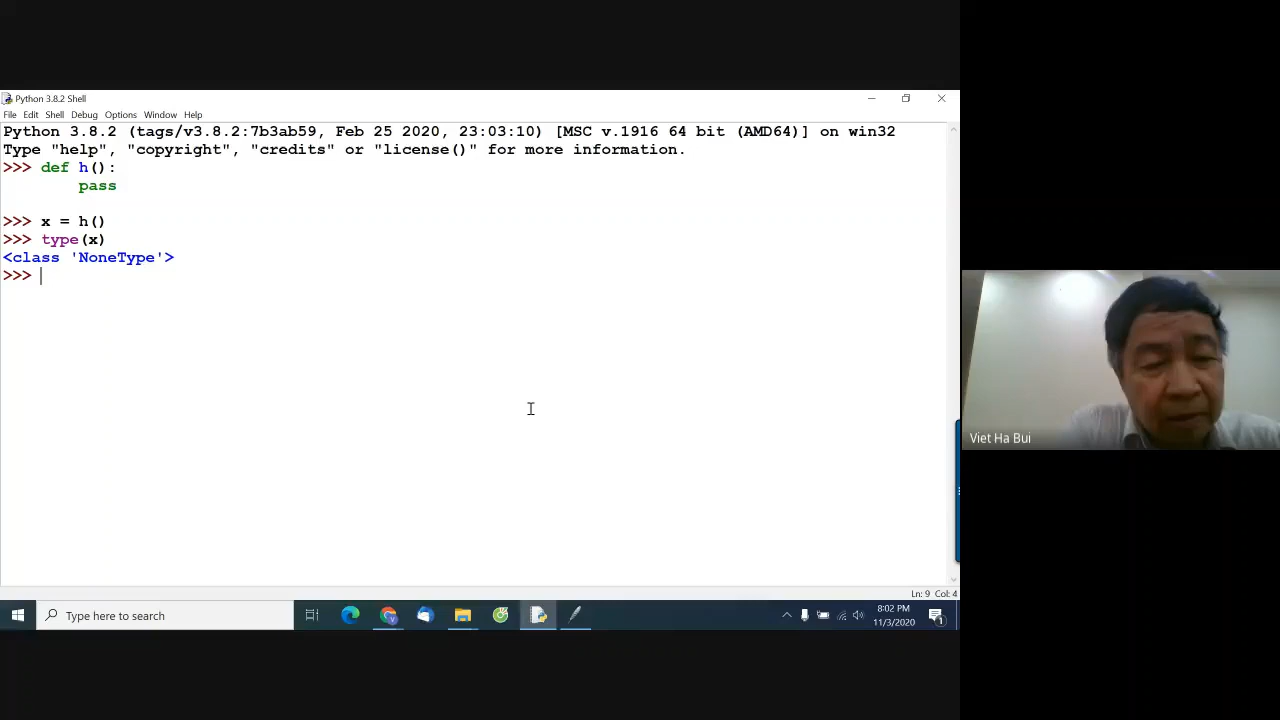 Python 3.8.2 Shell
File Edit Shell Debug Options Window Help
Python 3.8.2 (tags/v3.8.2:7b3ab59, Feb 25 2020, 23:03:10) [MSC v.1916 64 bit (AMD64)] on win32
Type "help", "copyright", "credits" or "license()" for more information.
>>> def h():
        pass
>>> x = h()
>>> type(x)
<class 'NoneType'>
>>>
Viet Ha Bui
Ln: 9 Col: 4
Type here to search
8:02 PM
11/3/2020
1